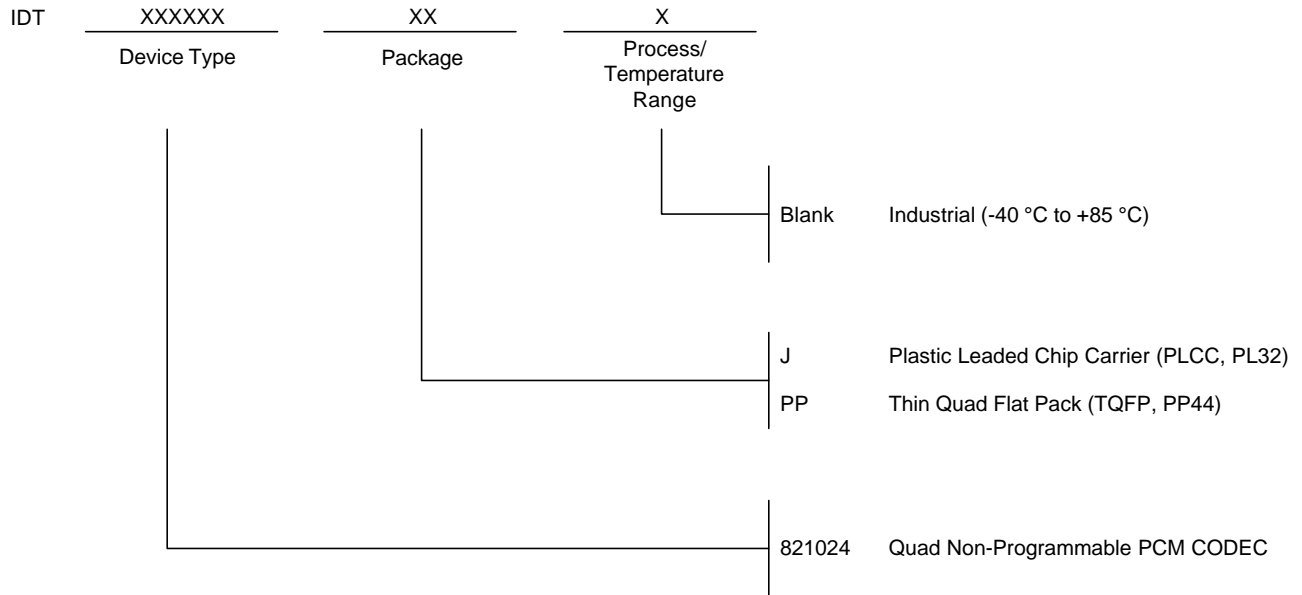 IDT XXXXXX XX X
Device Type Package Process/
Temperature
Range
Blank Industrial (-40 °C to +85 °C)
J Plastic Leaded Chip Carrier (PLCC, PL32)
PP Thin Quad Flat Pack (TQFP, PP44)
821024 Quad Non-Programmable PCM CODEC